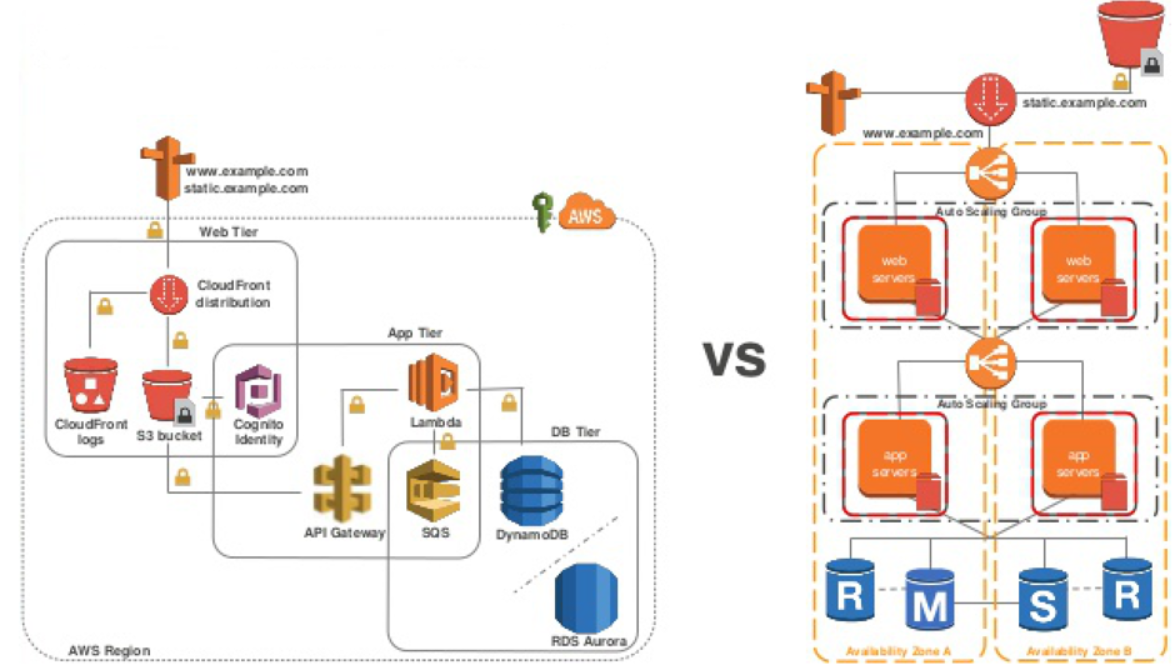 www.example.com
static.example.com
AWS
Web Tier
CloudFront
distribution
App Tier
CloudFront
logs
S3 bucket
Cognito
Identity
Lambda
DB Tier
API Gateway
SQS
DynamoDB
RDS Aurora
AWS Region
VS
static.example.com
www.example.com
Auto Scaling Group
web
servers
web
servers
Auto Scaling Group
app
servers
app
servers
R
M
S
R
Availability Zone A
Availability Zone B